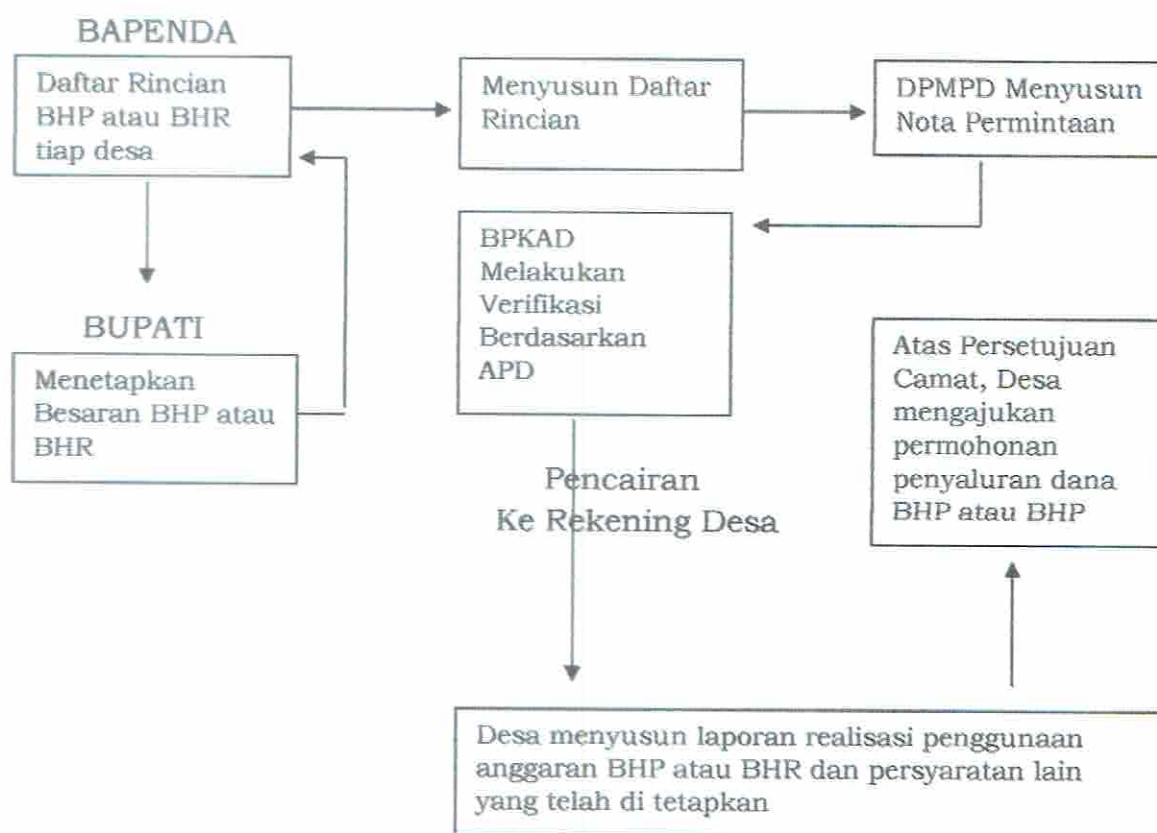 BAPENDA
Daftar Rincian
BHP atau BHR
tiap desa
Menyusun Daftar
Rincian
DPMPD Menyusun
Nota Permintaan
BPKAD
Melakukan
Verifikasi
Berdasarkan
APD
BUPATI
Menetapkan
Besaran BHP atau
BHR
Atas Persetujuan
Camat, Desa
mengajukan
permohonan
penyaluran dana
BHP atau BHP
Pencairan
Ke Rekening Desa
Desa menyusun laporan realisasi penggunaan
anggaran BHP atau BHR dan persyaratan lain
yang telah di tetapkan